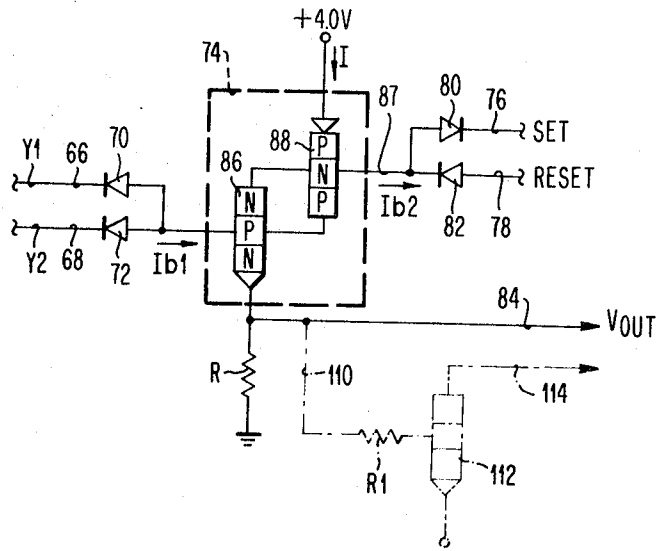 +4.0V
74
I
87
80
76
SET
88
P
N
P
Y1
66
70
86
N
P
N
RESET
82
78
Ib2
Y2
68
72
Ib1
84
VOUT
R
110
114
R1
112